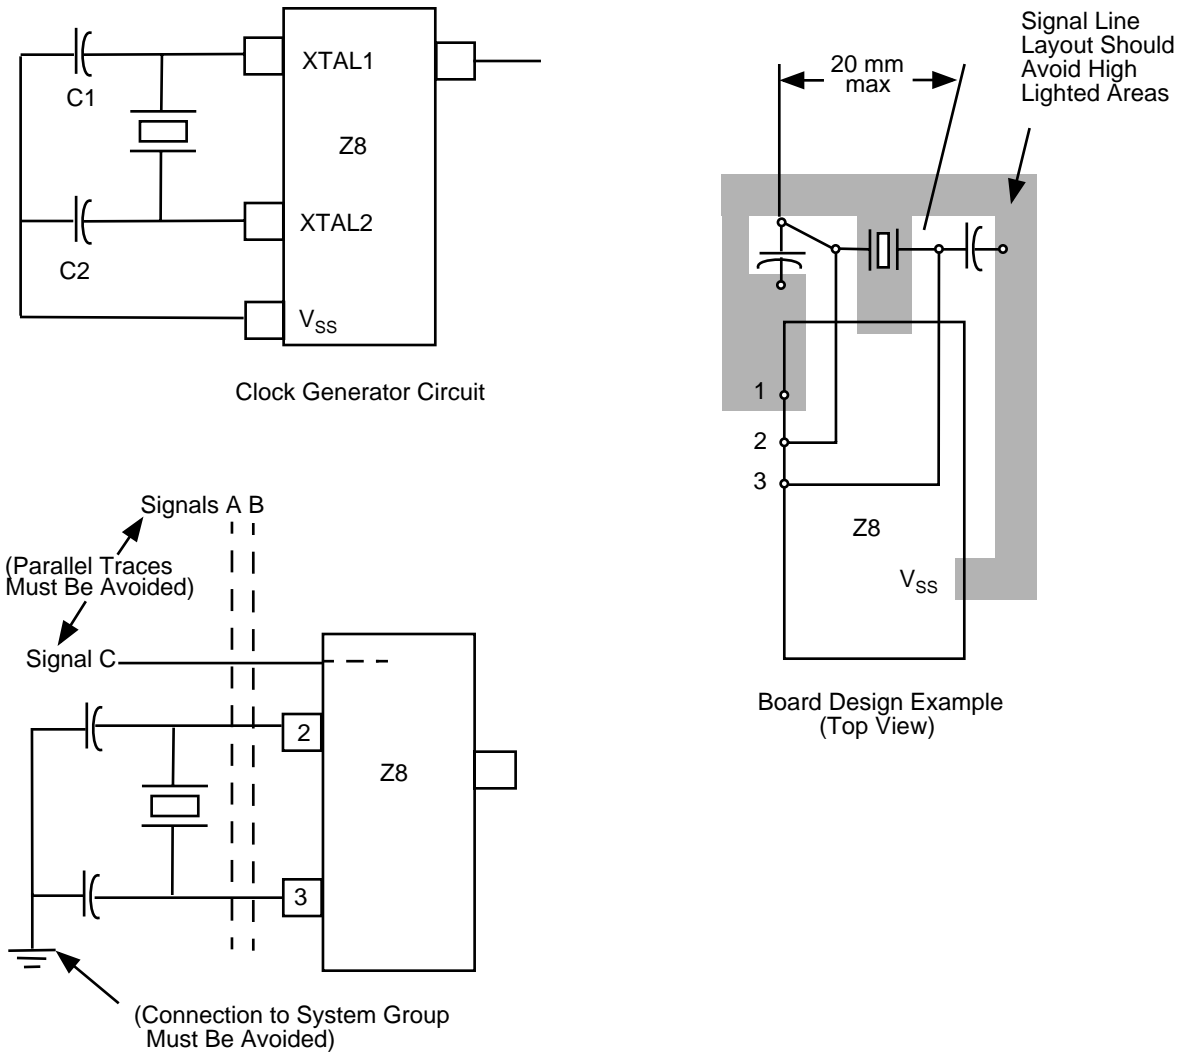 C1
C2
XTAL1
Z8
XTAL2
VSS
Clock Generator Circuit
20 mm
max
Signal Line
Layout Should
Avoid High
Lighted Areas
1
2
3
Z8
VSS
Board Design Example
(Top View)
Signals A B
(Parallel Traces
Must Be Avoided)
Signal C
2
Z8
3
(Connection to System Group
Must Be Avoided)